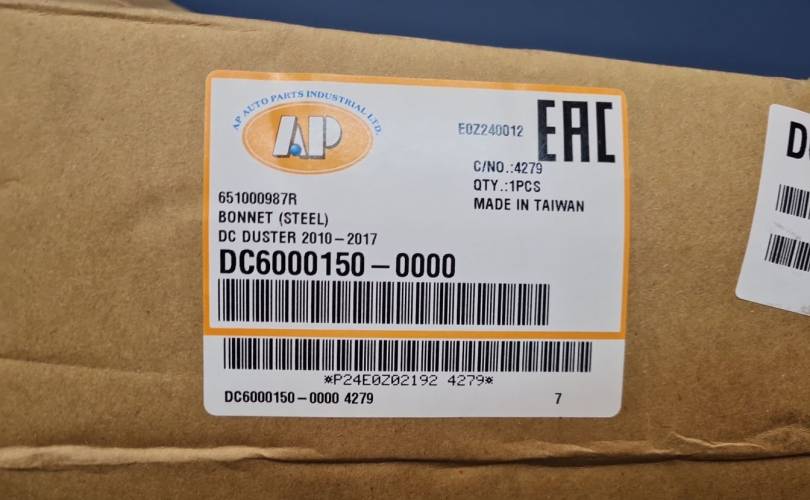 AP AUTO PARTS INDUSTRIAL LTD.
AP
E0Z240012
EAC
C/NO.:4279
QTY.:1PCS
MADE IN TAIWAN
651000987R
BONNET (STEEL)
DC DUSTER 2010-2017
DC6000150-0000
*P24E0Z02192 4279*
DC6000150-0000 4279
7